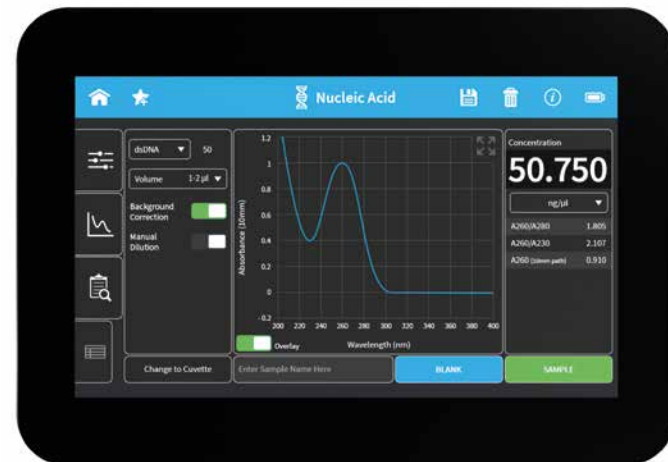 Nucleic Acid
dsDNA 50
Volume 1-2 µl
Background
Correction
Manual
Dilution
Change to Cuvette
Absorbance (10mm)
1.2
1
0.8
0.6
0.4
0.2
0
-0.2
200 220 240 260 280 300 320 340 360 380 400
Overlay
Wavelength (nm)
Enter Sample Name Here
BLANK
Concentration
50.750
ng/µl
A260/A280 1.805
A260/A230 2.107
A260 (10mm path) 0.910
SAMPLE